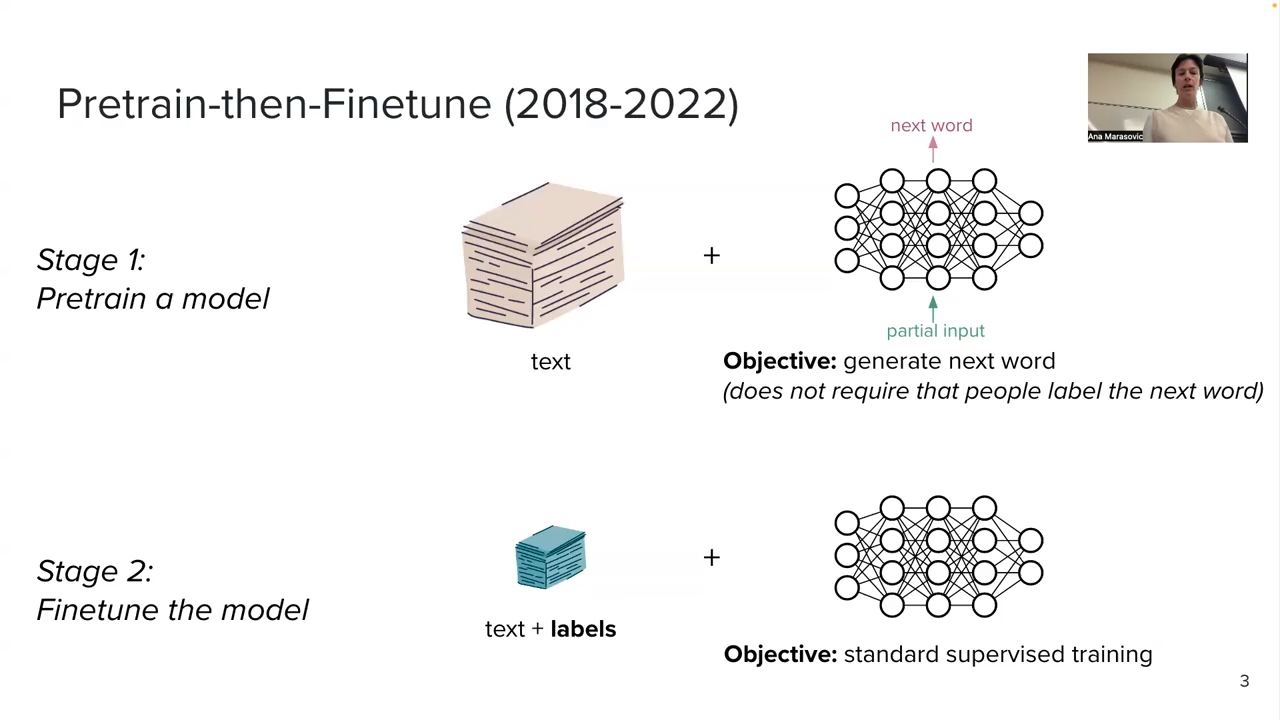 Pretrain-then-Finetune (2018-2022)
Ana Marasovic
next word
Stage 1:
Pretrain a model
+
partial input
text
Objective: generate next word
(does not require that people label the next word)
Stage 2:
Finetune the model
+
text + labels
Objective: standard supervised training
3